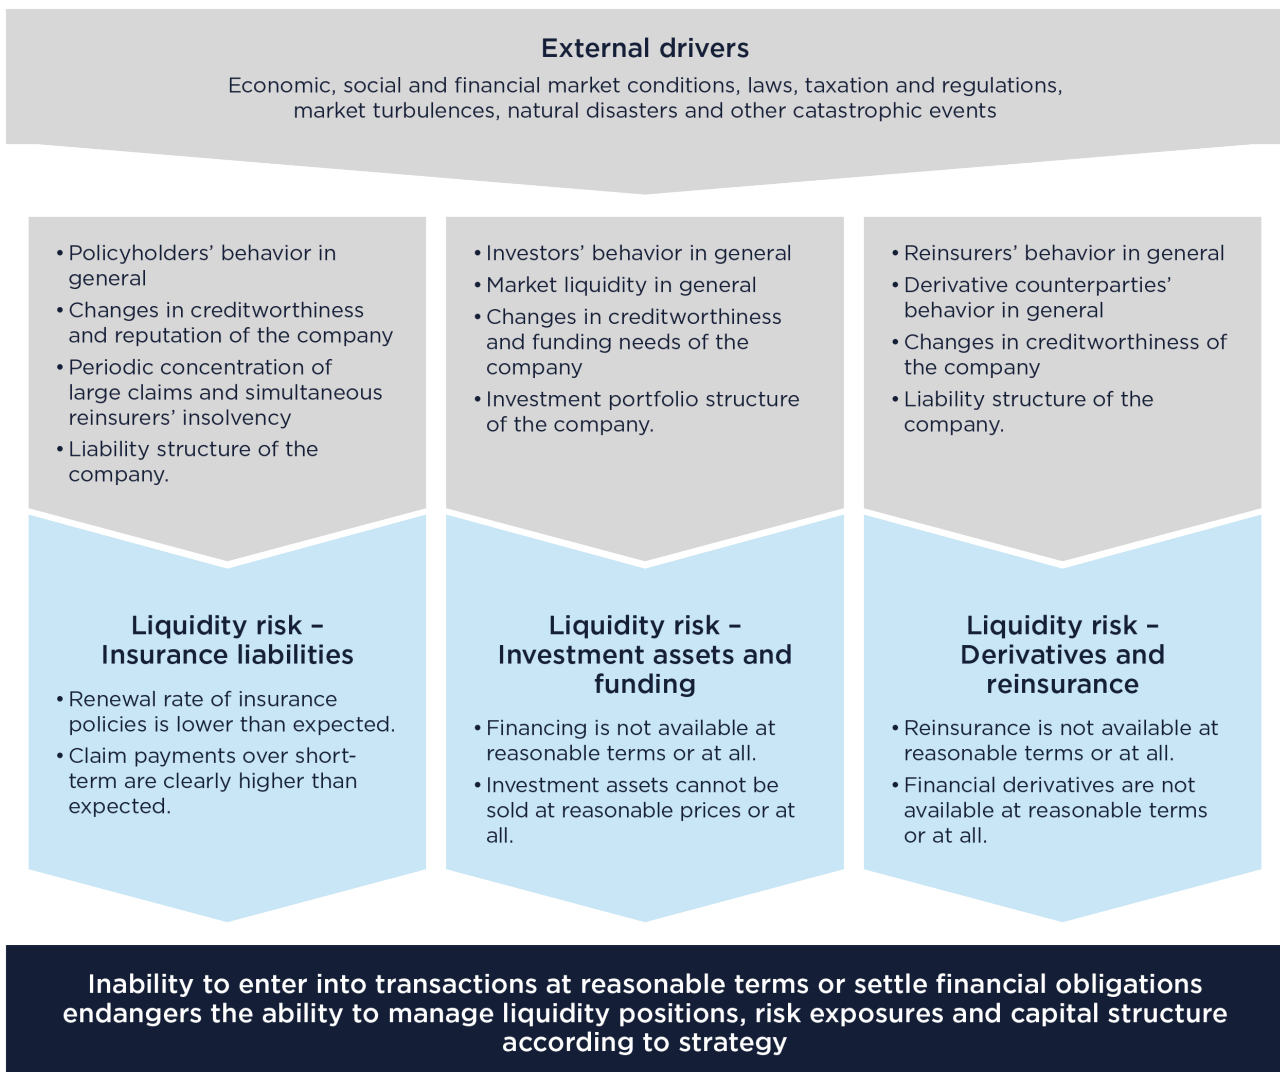 External drivers
Economic, social and financial market conditions, laws, taxation and regulations,
market turbulences, natural disasters and other catastrophic events
• Policyholders’ behavior in
general
• Changes in creditworthiness
and reputation of the company
• Periodic concentration of
large claims and simultaneous
reinsurers’ insolvency
• Liability structure of the
company.
• Investors’ behavior in general
• Market liquidity in general
• Changes in creditworthiness
and funding needs of the
company
• Investment portfolio structure
of the company.
• Reinsurers’ behavior in general
• Derivative counterparties’
behavior in general
• Changes in creditworthiness of
the company
• Liability structure of the
company.
Liquidity risk –
Insurance liabilities
• Renewal rate of insurance
policies is lower than expected.
• Claim payments over short-
term are clearly higher than
expected.
Liquidity risk –
Investment assets and
funding
• Financing is not available at
reasonable terms or at all.
• Investment assets cannot be
sold at reasonable prices or at
all.
Liquidity risk –
Derivatives and
reinsurance
• Reinsurance is not available at
reasonable terms or at all.
• Financial derivatives are not
available at reasonable terms
or at all.
Inability to enter into transactions at reasonable terms or settle financial obligations
endangers the ability to manage liquidity positions, risk exposures and capital structure
according to strategy